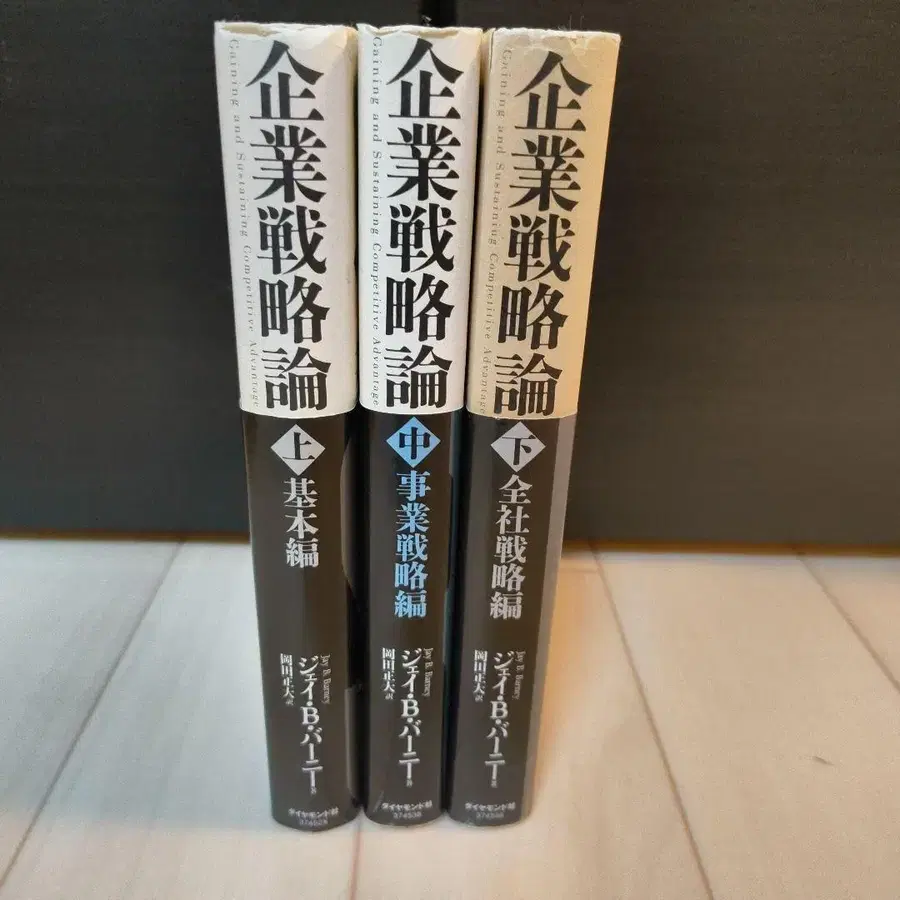 企業戦略論
Gaining and Sustaining Competitive Advantage
上
基本編
Jay B. Barney
ジェイ・B・バーニー 著
岡田正大 訳
ダイヤモンド社
374528
企業戦略論
Gaining and Sustaining Competitive Advantage
中
事業戦略編
Jay B. Barney
ジェイ・B・バーニー 著
岡田正大 訳
ダイヤモンド社
374538
企業戦略論
Gaining and Sustaining Competitive Advantage
下
全社戦略編
Jay B. Barney
ジェイ・B・バーニー 著
岡田正大 訳
ダイヤモンド社